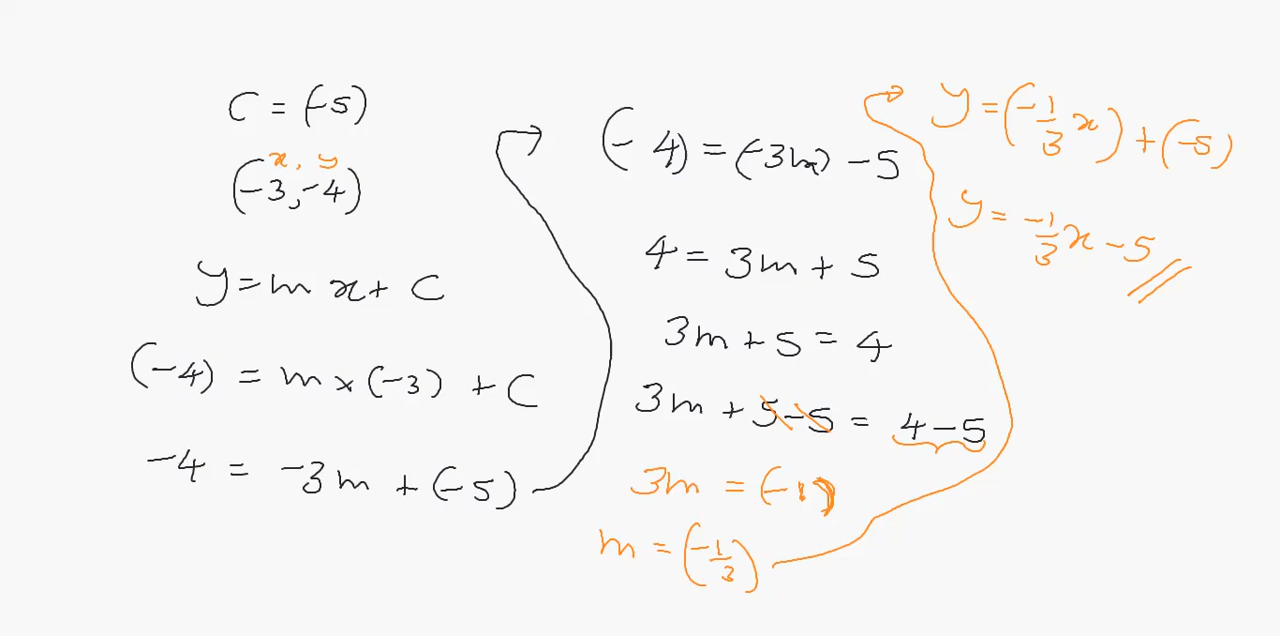 C = (-5)
x, y
(-3, -4)
y = m x + C
(-4) = m × (-3) + C
-4 = -3m + (-5)
(-4) = (-3m) - 5
4 = 3m + 5
3m + 5 = 4
3m + 5 - 5 = 4 - 5
3m = (-1)
m = (-1/3)
y = (-1/3 x) + (-5)
y = -1/3 x - 5